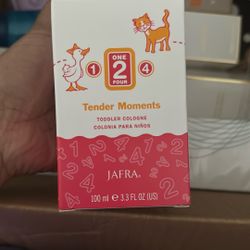 ONE
1 2 4
FOUR
Tender Moments
TODDLER COLOGNE
COLONIA PARA NIÑOS
JAFRA
100 ml ℮ 3.3 FL OZ (US)